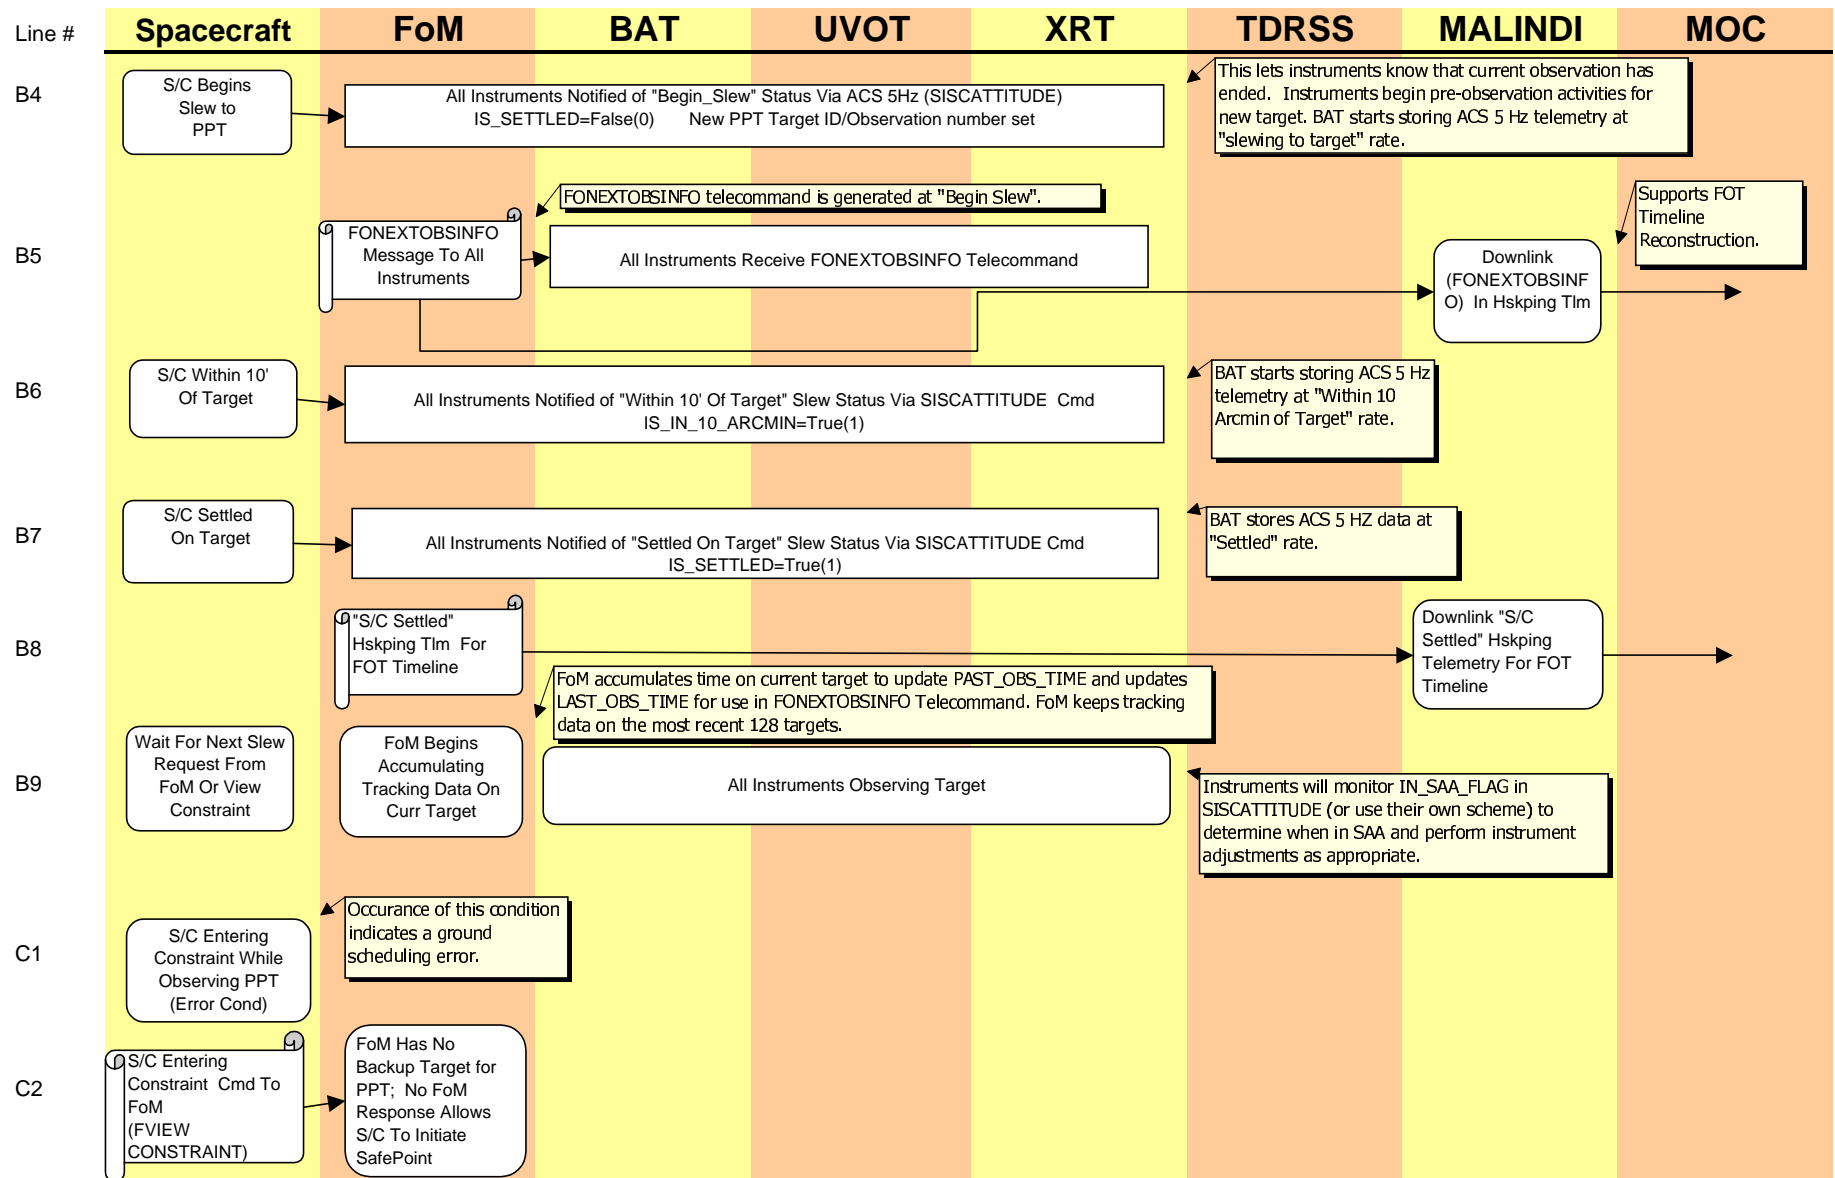 Line #
Spacecraft
FoM
BAT
UVOT
XRT
TDRSS
MALINDI
MOC
B4
S/C Begins
Slew to
PPT
All Instruments Notified of "Begin_Slew" Status Via ACS 5Hz (SISCATTITUDE)
IS_SETTLED=False(0) New PPT Target ID/Observation number set
This lets instruments know that current observation has
ended. Instruments begin pre-observation activities for
new target. BAT starts storing ACS 5 Hz telemetry at
"slewing to target" rate.
FONEXTOBSINFO telecommand is generated at "Begin Slew".
B5
FONEXTOBSINFO
Message To All
Instruments
All Instruments Receive FONEXTOBSINFO Telecommand
Downlink
(FONEXTOBSINF
O) In Hskping Tlm
Supports FOT
Timeline
Reconstruction.
B6
S/C Within 10'
Of Target
All Instruments Notified of "Within 10' Of Target" Slew Status Via SISCATTITUDE Cmd
IS_IN_10_ARCMIN=True(1)
BAT starts storing ACS 5 Hz
telemetry at "Within 10
Arcmin of Target" rate.
B7
S/C Settled
On Target
All Instruments Notified of "Settled On Target" Slew Status Via SISCATTITUDE Cmd
IS_SETTLED=True(1)
BAT stores ACS 5 HZ data at
"Settled" rate.
B8
"S/C Settled"
Hskping Tlm For
FOT Timeline
Downlink "S/C
Settled" Hskping
Telemetry For FOT
Timeline
FoM accumulates time on current target to update PAST_OBS_TIME and updates
LAST_OBS_TIME for use in FONEXTOBSINFO Telecommand. FoM keeps tracking
data on the most recent 128 targets.
B9
Wait For Next Slew
Request From
FoM Or View
Constraint
FoM Begins
Accumulating
Tracking Data On
Curr Target
All Instruments Observing Target
Instruments will monitor IN_SAA_FLAG in
SISCATTITUDE (or use their own scheme) to
determine when in SAA and perform instrument
adjustments as appropriate.
C1
S/C Entering
Constraint While
Observing PPT
(Error Cond)
Occurance of this condition
indicates a ground
scheduling error.
C2
S/C Entering
Constraint Cmd To
FoM
(FVIEW
CONSTRAINT)
FoM Has No
Backup Target for
PPT; No FoM
Response Allows
S/C To Initiate
SafePoint